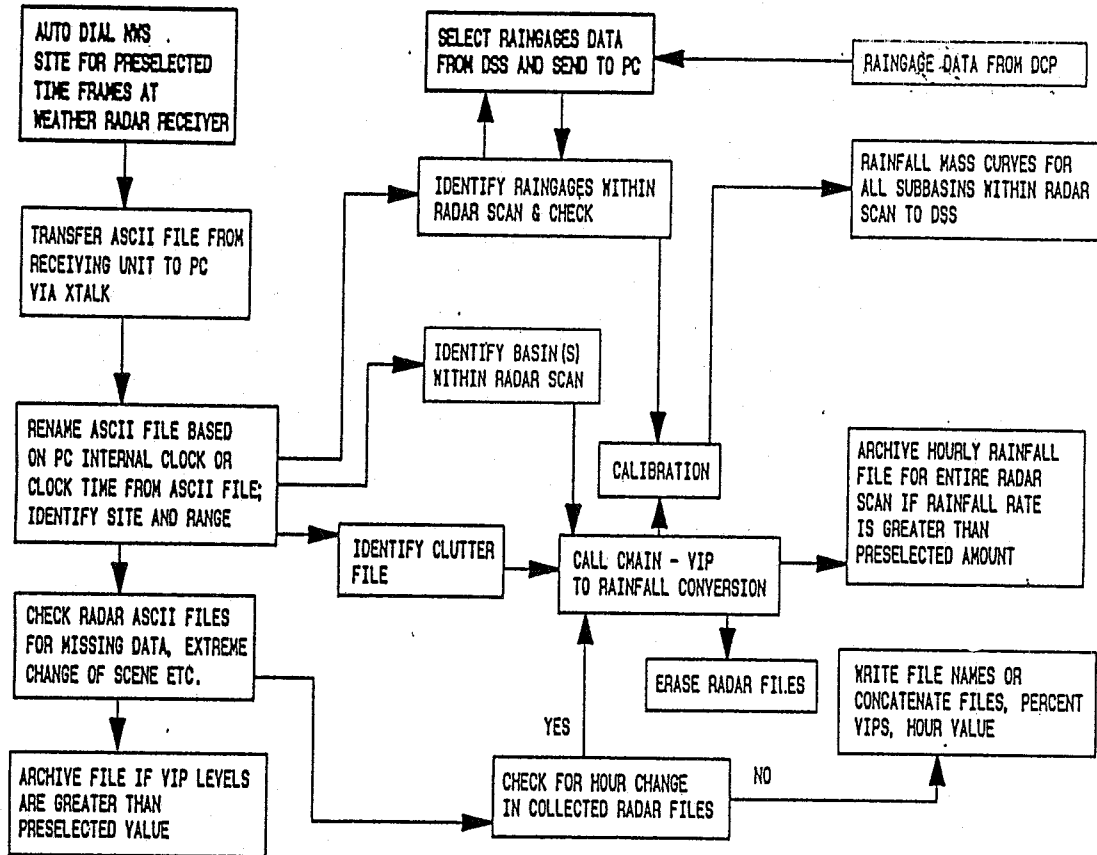 AUTO DIAL NWS .
SITE FOR PRESELECTED
TIME FRAMES AT
WEATHER RADAR RECEIVER
SELECT RAINGAGES DATA
FROM DSS AND SEND TO PC
RAINGAGE DATA FROM DCP
IDENTIFY RAINGAGES WITHIN
RADAR SCAN & CHECK
RAINFALL MASS CURVES FOR
ALL SUBBASINS WITHIN RADAR
SCAN TO DSS
TRANSFER ASCII FILE FROM
RECEIVING UNIT TO PC
VIA XTALK
IDENTIFY BASIN(S)
WITHIN RADAR SCAN
RENAME ASCII FILE BASED
ON PC INTERNAL CLOCK OR
CLOCK TIME FROM ASCII FILE;
IDENTIFY SITE AND RANGE
CALIBRATION
ARCHIVE HOURLY RAINFALL
FILE FOR ENTIRE RADAR
SCAN IF RAINFALL RATE
IS GREATER THAN
PRESELECTED AMOUNT
IDENTIFY CLUTTER
FILE
CALL CMAIN - VIP
TO RAINFALL CONVERSION
CHECK RADAR ASCII FILES
FOR MISSING DATA, EXTREME
CHANGE OF SCENE ETC.
ERASE RADAR FILES
WRITE FILE NAMES OR
CONCATENATE FILES, PERCENT
VIPS, HOUR VALUE
YES
ARCHIVE FILE IF VIP LEVELS
ARE GREATER THAN
PRESELECTED VALUE
CHECK FOR HOUR CHANGE
IN COLLECTED RADAR FILES
NO